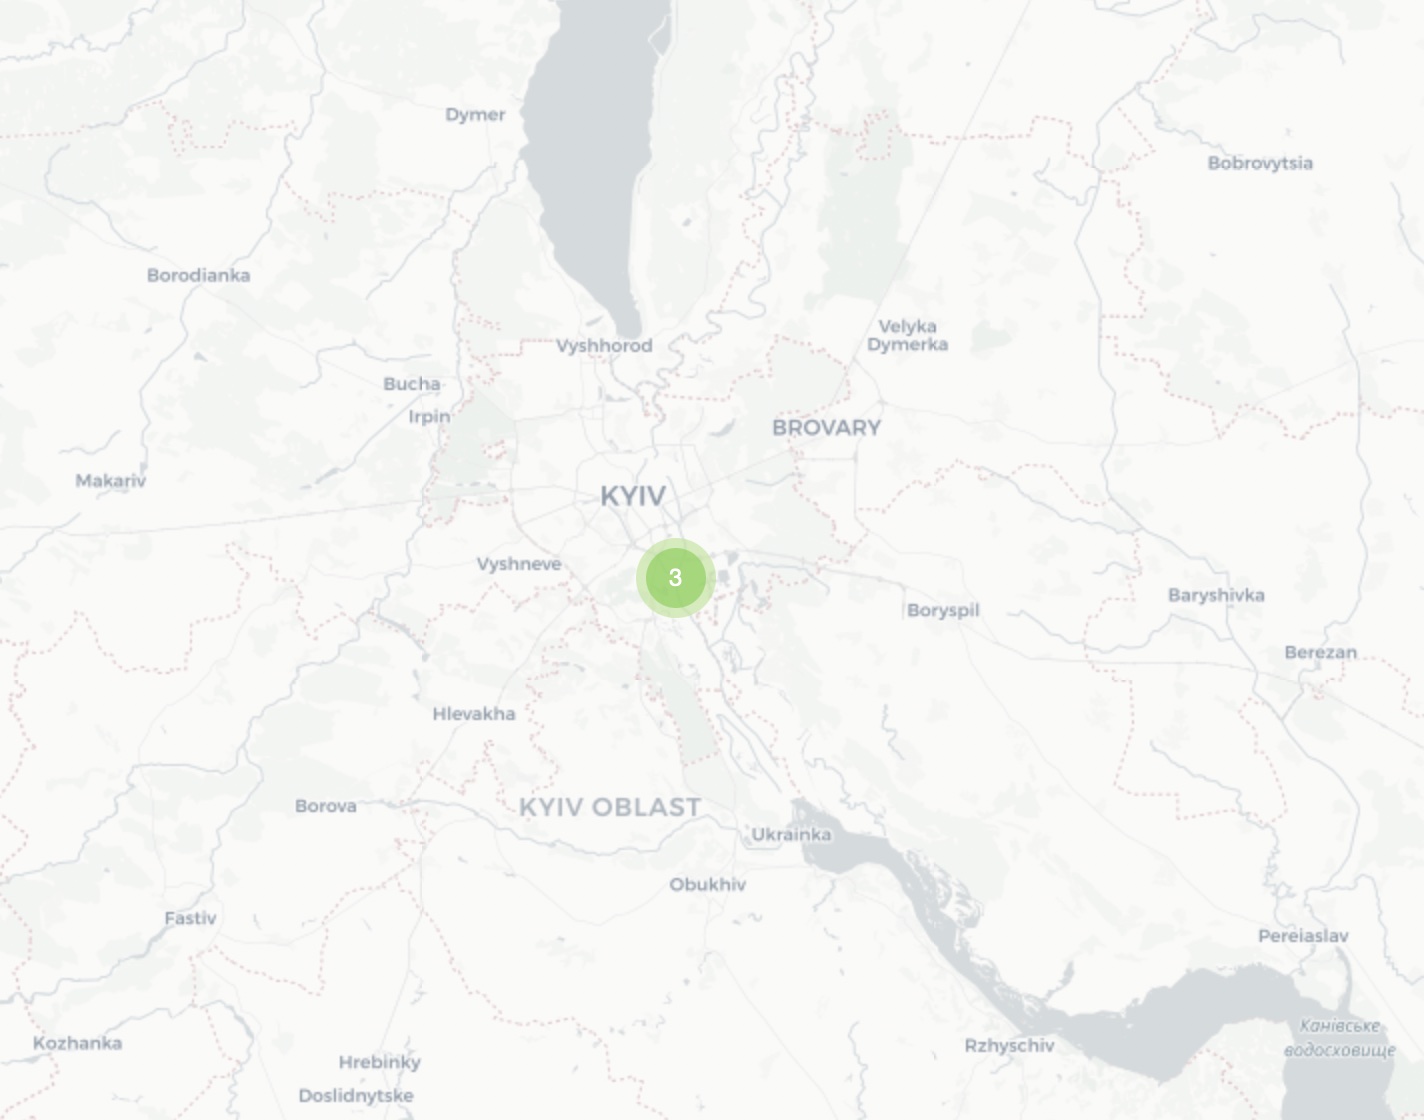 Dymer
Bobrovytsia
Borodianka
Velyka
Dymerka
Vyshhorod
Bucha
Irpin
BROVARY
Makariv
KYIV
Vyshneve
3
Baryshivka
Boryspil
Berezan
Hlevakha
Borova
KYIV OBLAST
Ukrainka
Obukhiv
Fastiv
Pereiaslav
Канівське
водосховище
Kozhanka
Rzhyschiv
Hrebinky
Doslidnytske